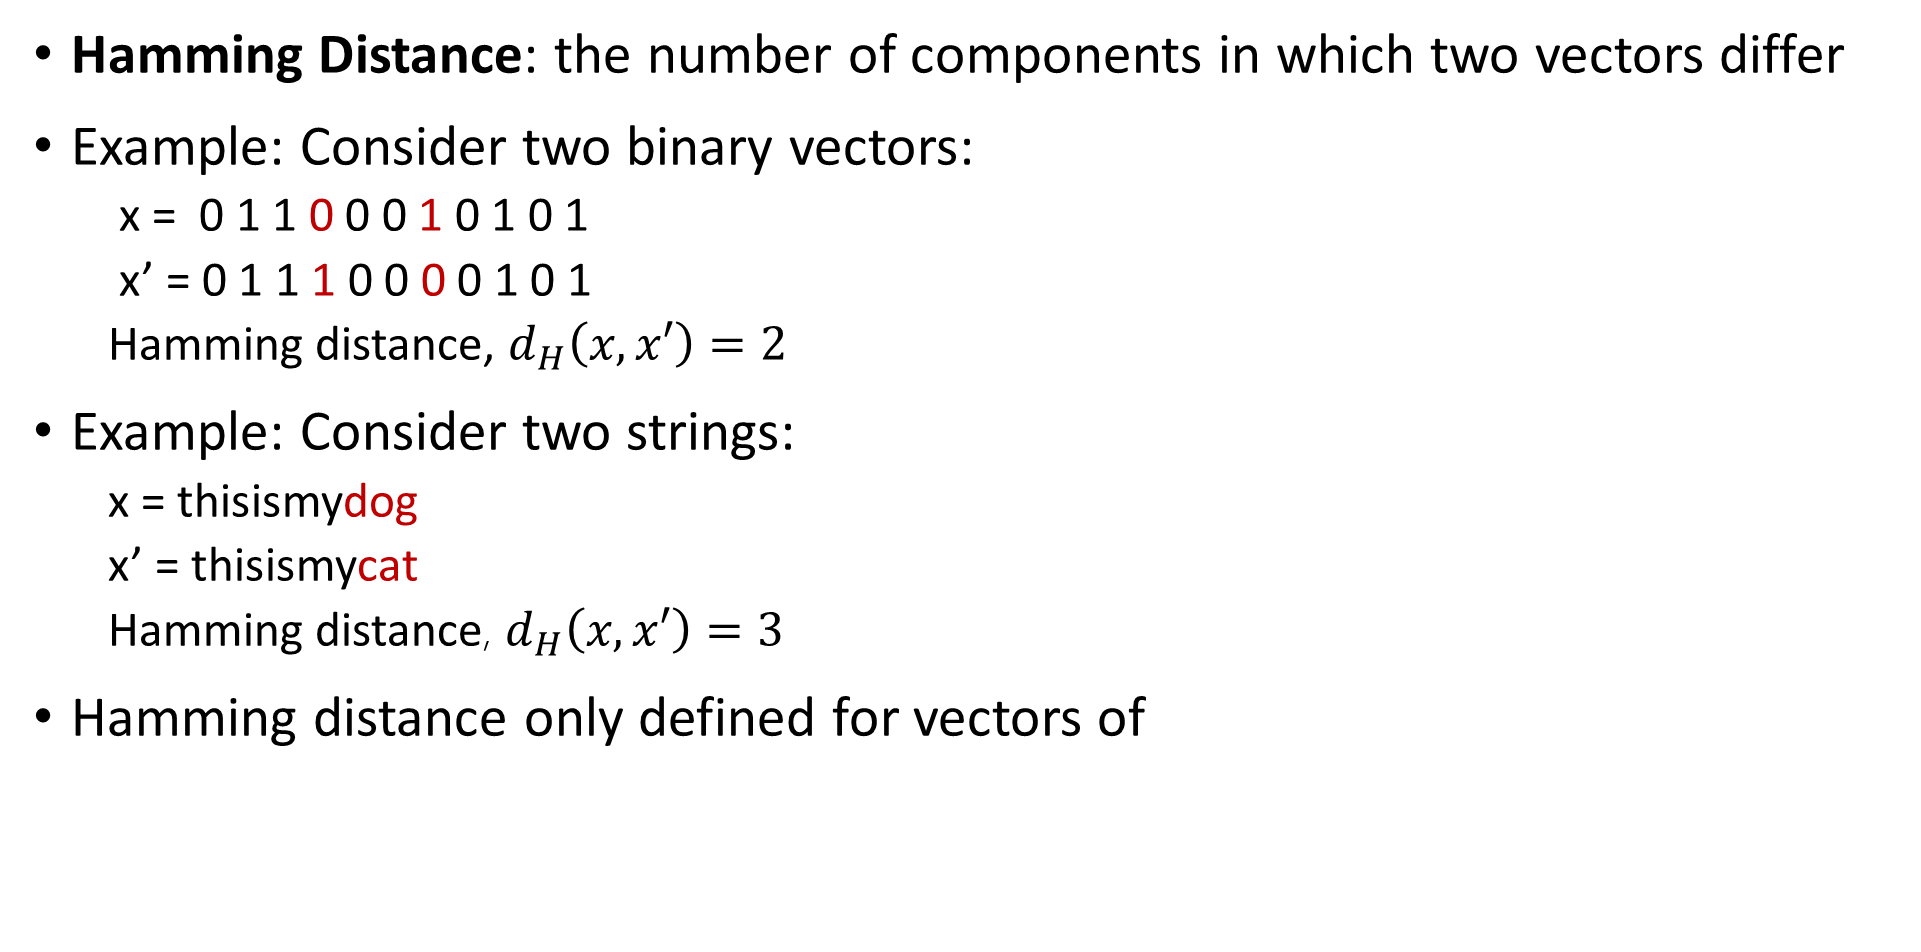 • Hamming Distance: the number of components in which two vectors differ
• Example: Consider two binary vectors:
x = 0 1 1 0 0 0 1 0 1 0 1
x’ = 0 1 1 1 0 0 0 0 1 0 1
Hamming distance, d_H(x, x′) = 2
• Example: Consider two strings:
x = thisismydog
x’ = thisismycat
Hamming distance, d_H(x, x′) = 3
• Hamming distance only defined for vectors of